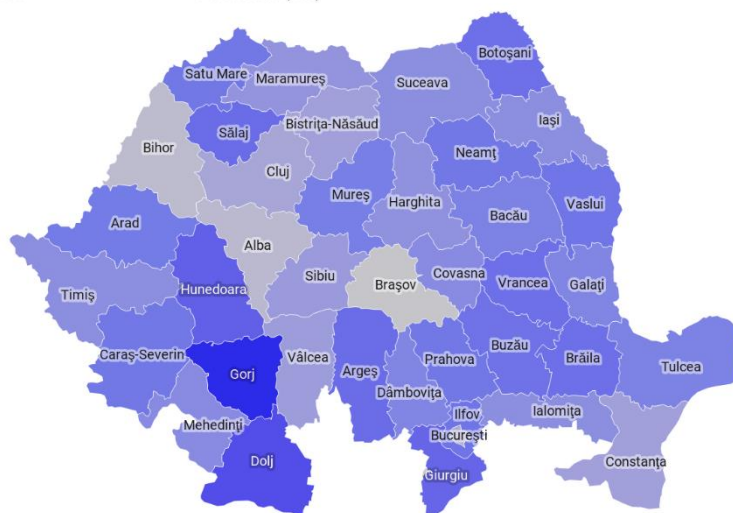 Botoşani
Satu Mare
Maramureş
Suceava
Iaşi
Bistriţa-Năsăud
Sălaj
Bihor
Neamţ
Cluj
Mureş
Harghita
Vaslui
Bacău
Arad
Alba
Sibiu
Covasna
Braşov
Vrancea
Galaţi
Hunedoara
Timiş
Caraş-Severin
Vâlcea
Gorj
Argeş
Prahova
Buzău
Brăila
Tulcea
Dâmboviţa
Ilfov
Ialomiţa
Mehedinţi
Bucureşti
Dolj
Constanţa
Giurgiu